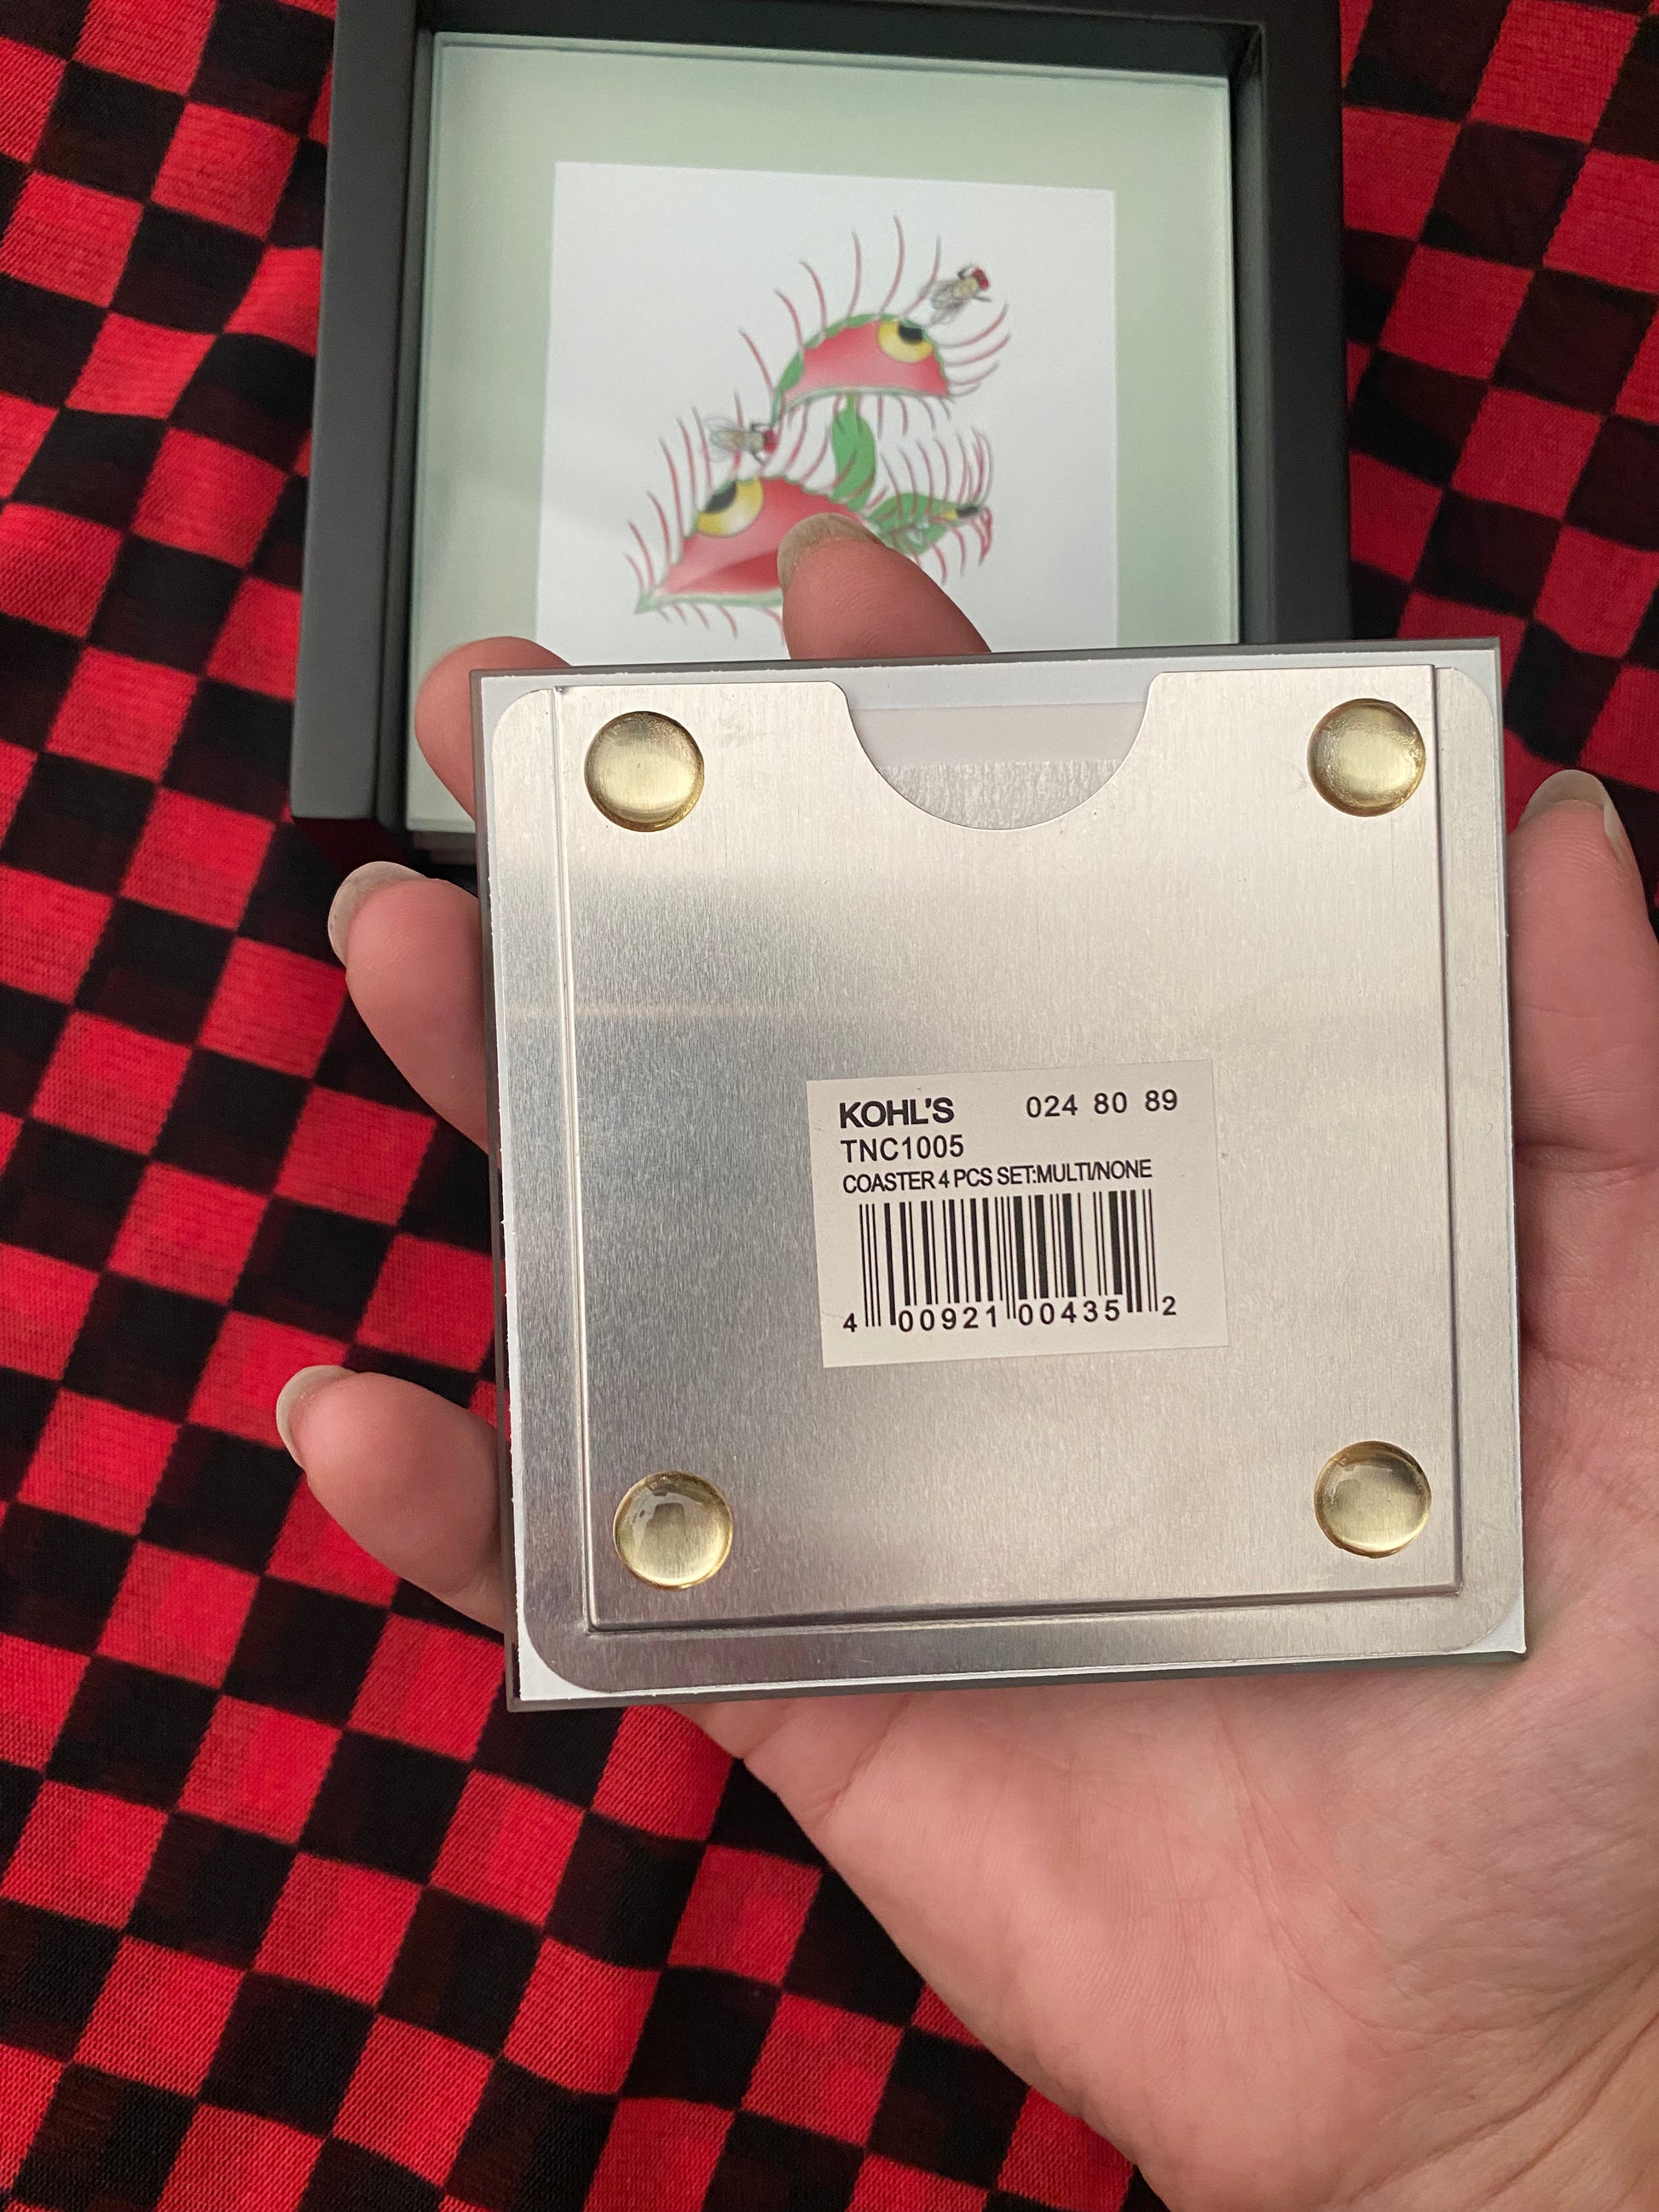 KOHL'S 024 80 89
TNC1005
COASTER 4 PCS SET:MULTI/NONE
4 00921 00435 2